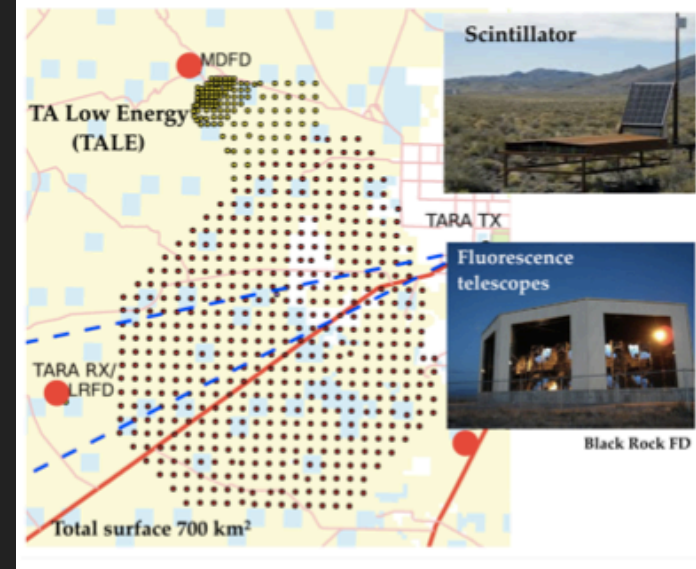 Scintillator
MDFD
TA Low Energy
(TALE)
TARA TX
Fluorescence
telescopes
TARA RX/
LRFD
Black Rock FD
Total surface 700 km²